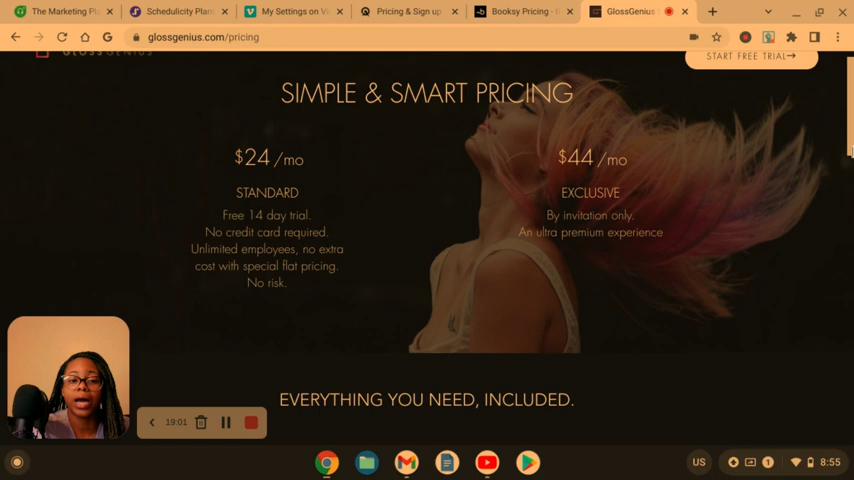 The Marketing Pl
Schedulicity Plan
My Settings on Vi
Pricing & Sign up
Booksy Pricing -
GlossGenius
glossgenius.com/pricing
GLOSSGENIUS
START FREE TRIAL→
SIMPLE & SMART PRICING
$24 /mo
STANDARD
Free 14 day trial.
No credit card required.
Unlimited employees, no extra
cost with special flat pricing.
No risk.
$44 /mo
EXCLUSIVE
By invitation only.
An ultra premium experience
EVERYTHING YOU NEED, INCLUDED.
19:01
US
1
8:55